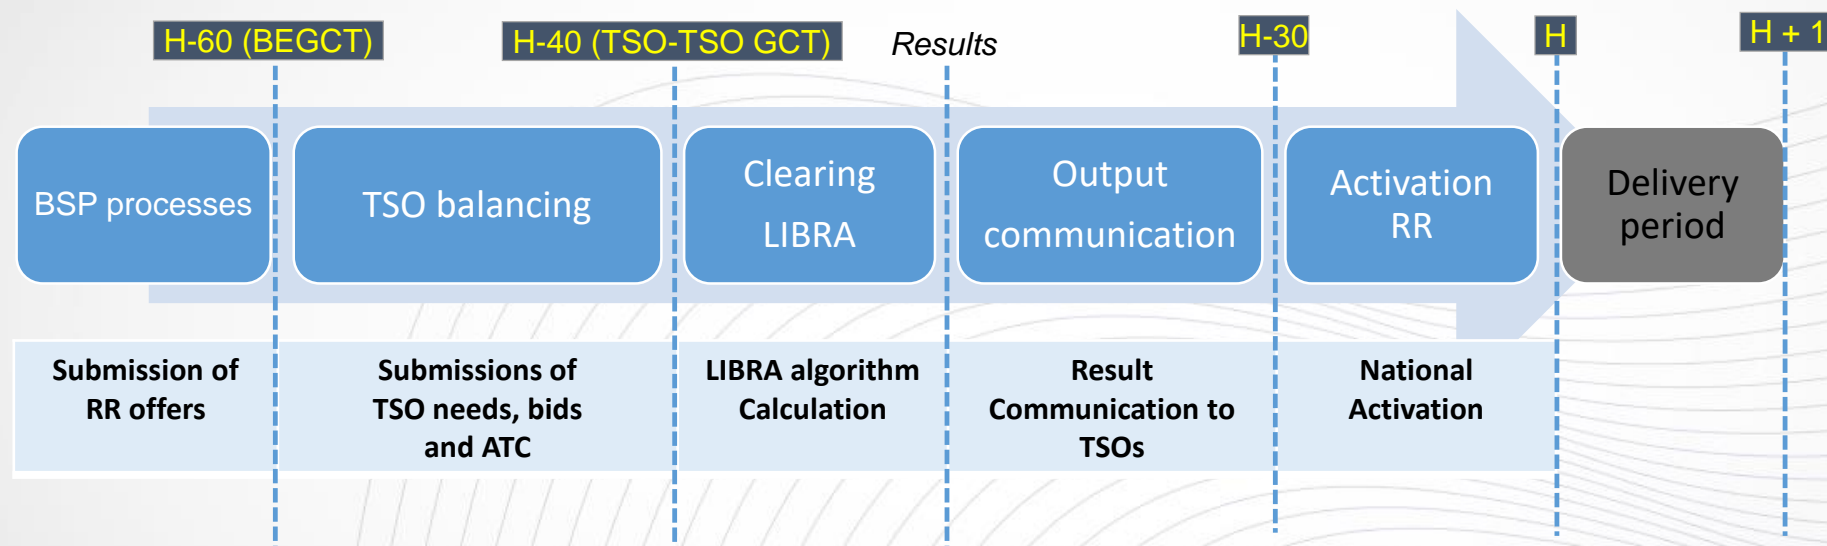 H-60 (BEGCT)
H-40 (TSO-TSO GCT)
Results
H-30
H
H + 1
BSP processes
TSO balancing
Clearing
LIBRA
Output
communication
Activation
RR
Delivery
period
Submission of
RR offers
Submissions of
TSO needs, bids
and ATC
LIBRA algorithm
Calculation
Result
Communication to
TSOs
National
Activation